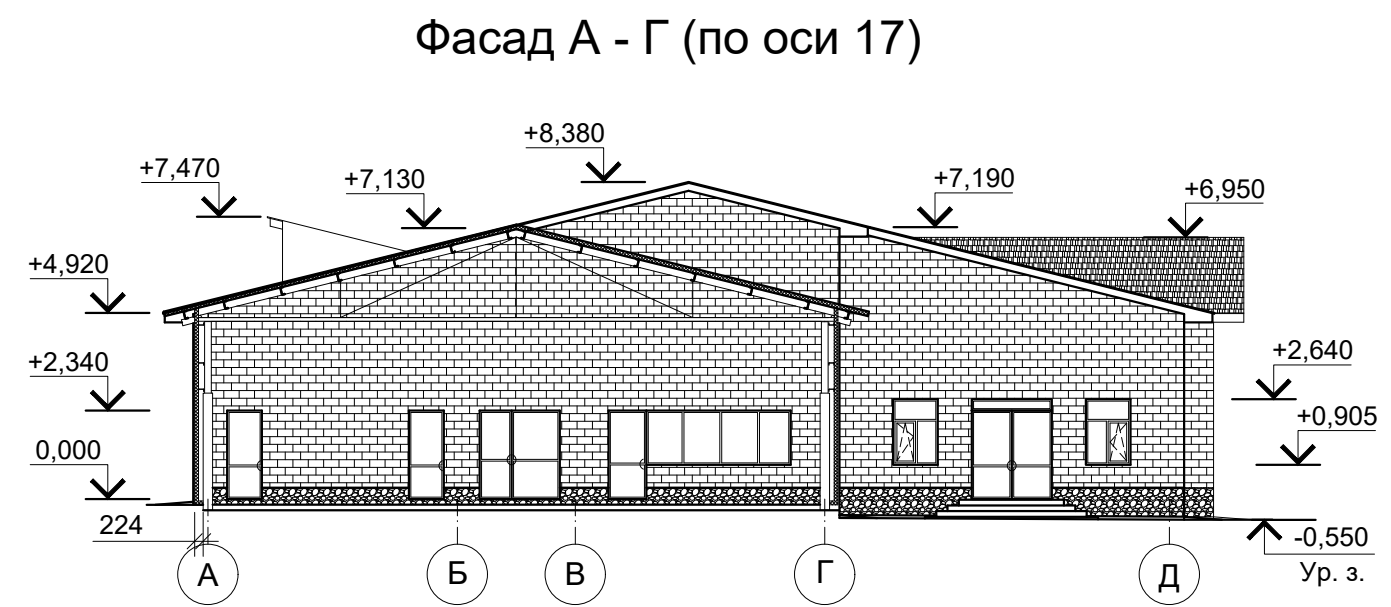 Фасад А - Г (по оси 17)
+8,380
+7,470
+7,130
+7,190
+6,950
+4,920
+2,340
+2,640
+0,905
0,000
224
-0,550
Ур. з.
А
Б
В
Г
Д